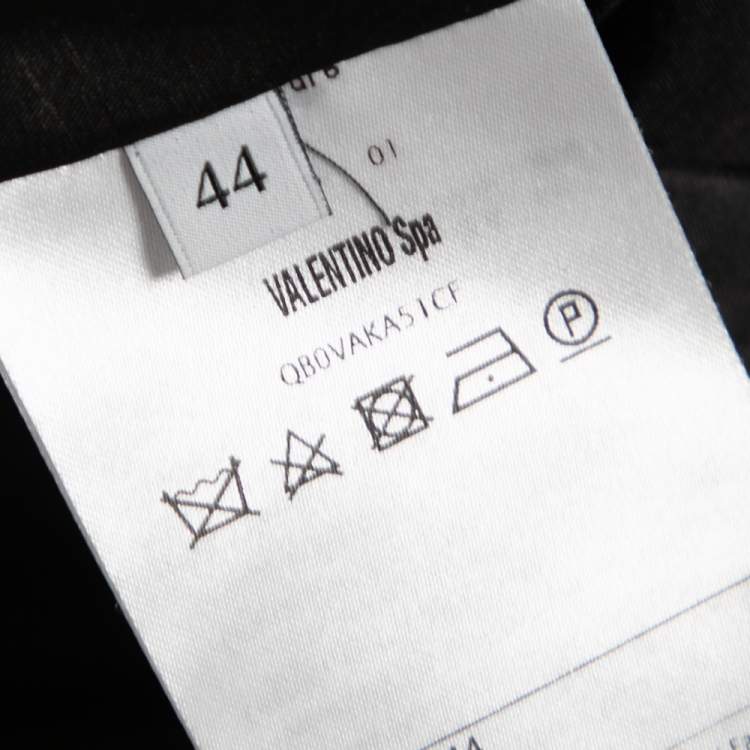 44
01
VALENTINO Spa
QB0VAKA51CF
P